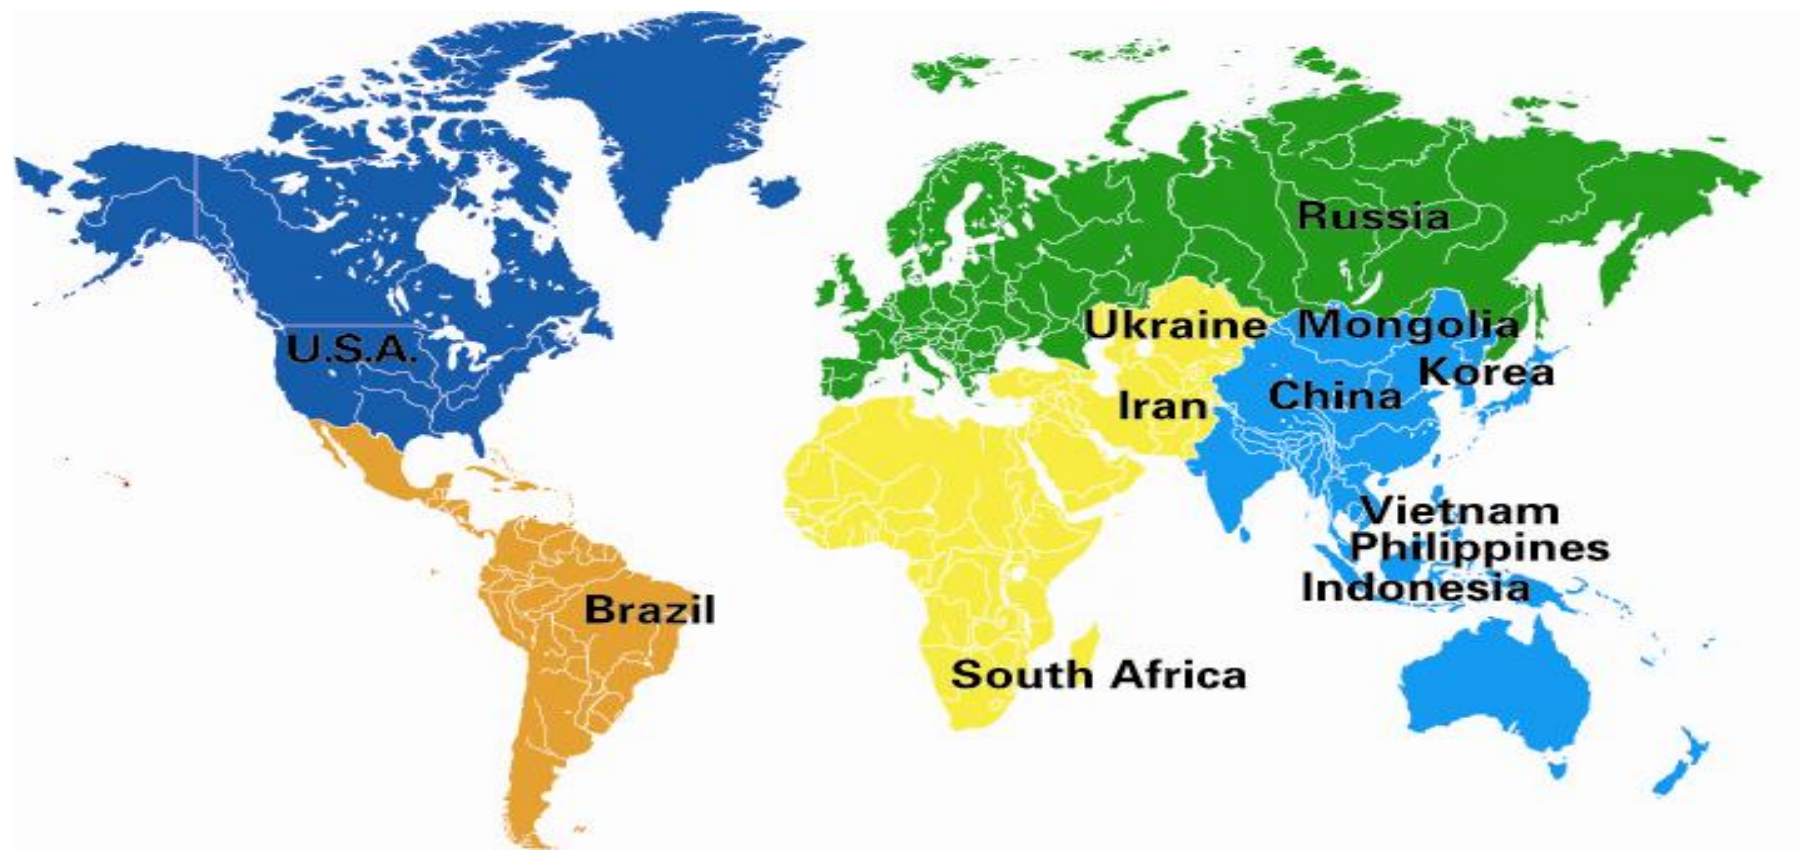 Russia
Ukraine
Mongolia
U.S.A.
Korea
China
Iran
Vietnam
Philippines
Indonesia
Brazil
South Africa